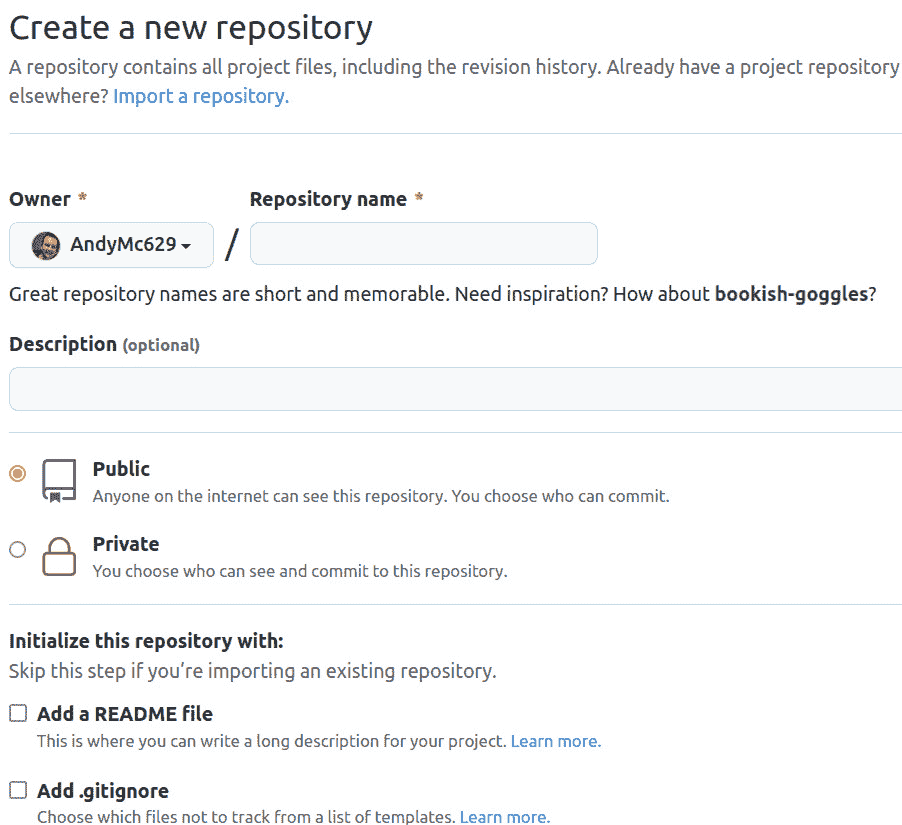 Create a new repository
A repository contains all project files, including the revision history. Already have a project repository
elsewhere? Import a repository.
Owner * Repository name *
AndyMc629 /
Great repository names are short and memorable. Need inspiration? How about bookish-goggles?
Description (optional)
Public
Anyone on the internet can see this repository. You choose who can commit.
Private
You choose who can see and commit to this repository.
Initialize this repository with:
Skip this step if you’re importing an existing repository.
Add a README file
This is where you can write a long description for your project. Learn more.
Add .gitignore
Choose which files not to track from a list of templates. Learn more.